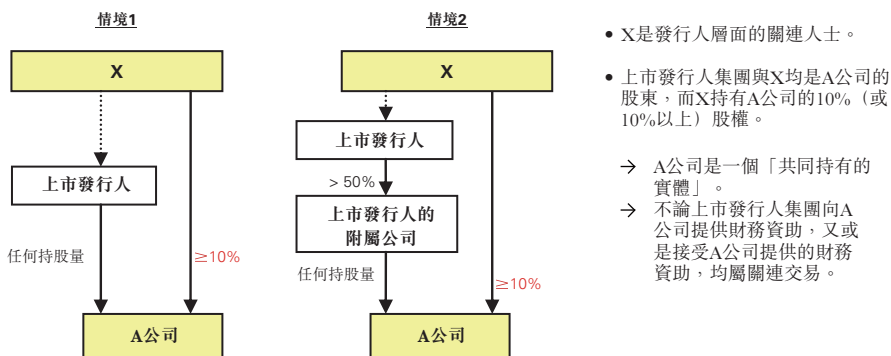 情境1
X
上市發行人
任何持股量
≥10%
A公司
情境2
X
上市發行人
> 50%
上市發行人的
附屬公司
任何持股量
≥10%
A公司
• X是發行人層面的關連人士。
• 上市發行人集團與X均是A公司的
股東，而X持有A公司的10%（或
10%以上）股權。
→ A公司是一個「共同持有的
實體」。
→ 不論上市發行人集團向A
公司提供財務資助，又或
是接受A公司提供的財務
資助，均屬關連交易。